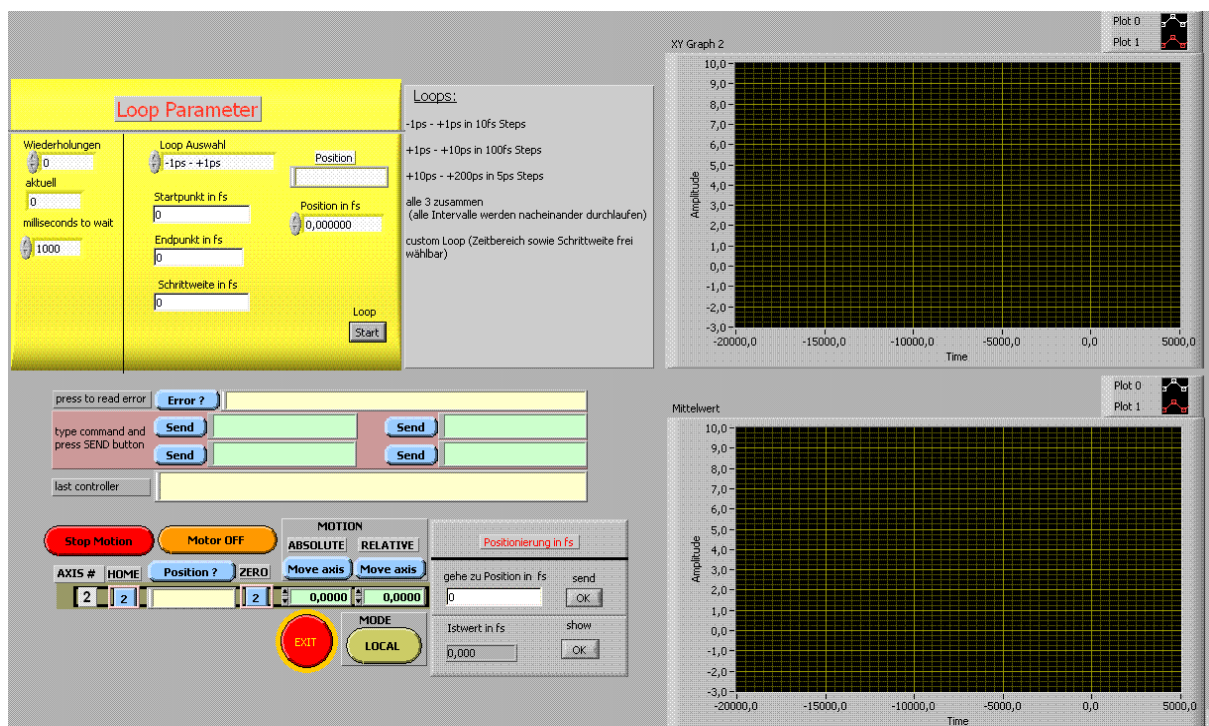 Loop Parameter
Wiederholungen
0
aktuell
0
milliseconds to wait
1000
Loop Auswahl
-1ps - +1ps
Startpunkt in fs
0
Endpunkt in fs
0
Schrittweite in fs
0
Position
Position in fs
0,000000
Loop
Start
Loops:
-1ps - +1ps in 10fs Steps
+1ps - +10ps in 100fs Steps
+10ps - +200ps in 5ps Steps
alle 3 zusammen
(alle Intervalle werden nacheinander durchlaufen)
custom Loop (Zeitbereich sowie Schrittweite frei
wählbar)
press to read error
Error ?
type command and
press SEND button
Send
Send
Send
Send
last controller
Stop Motion
Motor OFF
MOTION
ABSOLUTE RELATIVE
AXIS # HOME Position ? ZERO Move axis Move axis
2 2 2 0,0000 0,0000
EXIT
MODE
LOCAL
Positionierung in fs
gehe zu Position in fs send
0 OK
Istwert in fs show
0,000 OK
Plot 0
Plot 1
XY Graph 2
10,0
9,0
8,0
7,0
6,0
5,0
4,0
3,0
2,0
1,0
0,0
-1,0
-2,0
-3,0
Amplitude
-20000,0 -15000,0 -10000,0 -5000,0 0,0 5000,0
Time
Plot 0
Plot 1
Mittelwert
10,0
9,0
8,0
7,0
6,0
5,0
4,0
3,0
2,0
1,0
0,0
-1,0
-2,0
-3,0
Amplitude
-20000,0 -15000,0 -10000,0 -5000,0 0,0 5000,0
Time